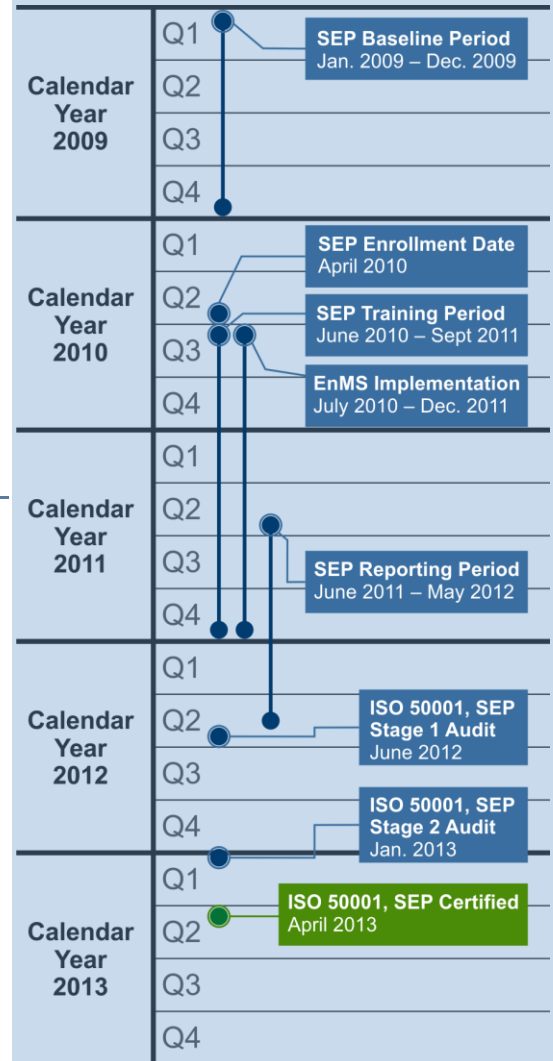 Calendar
Year
2009
Q1
Q2
Q3
Q4
SEP Baseline Period
Jan. 2009 – Dec. 2009
Calendar
Year
2010
Q1
Q2
Q3
Q4
SEP Enrollment Date
April 2010
SEP Training Period
June 2010 – Sept 2011
EnMS Implementation
July 2010 – Dec. 2011
Calendar
Year
2011
Q1
Q2
Q3
Q4
SEP Reporting Period
June 2011 – May 2012
Calendar
Year
2012
Q1
Q2
Q3
Q4
ISO 50001, SEP
Stage 1 Audit
June 2012
ISO 50001, SEP
Stage 2 Audit
Jan. 2013
Calendar
Year
2013
Q1
Q2
Q3
Q4
ISO 50001, SEP Certified
April 2013